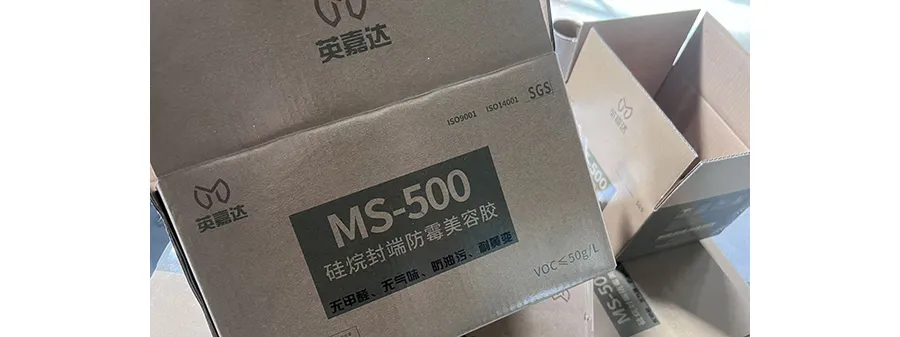 英嘉达
ISO9001 ISO14001 SGS
英嘉达
MS-500
硅烷封端防霉美容胶
无甲醛、无气味、防油污、耐黄变
VOC≤50g/L
英嘉达
-500
MS-50